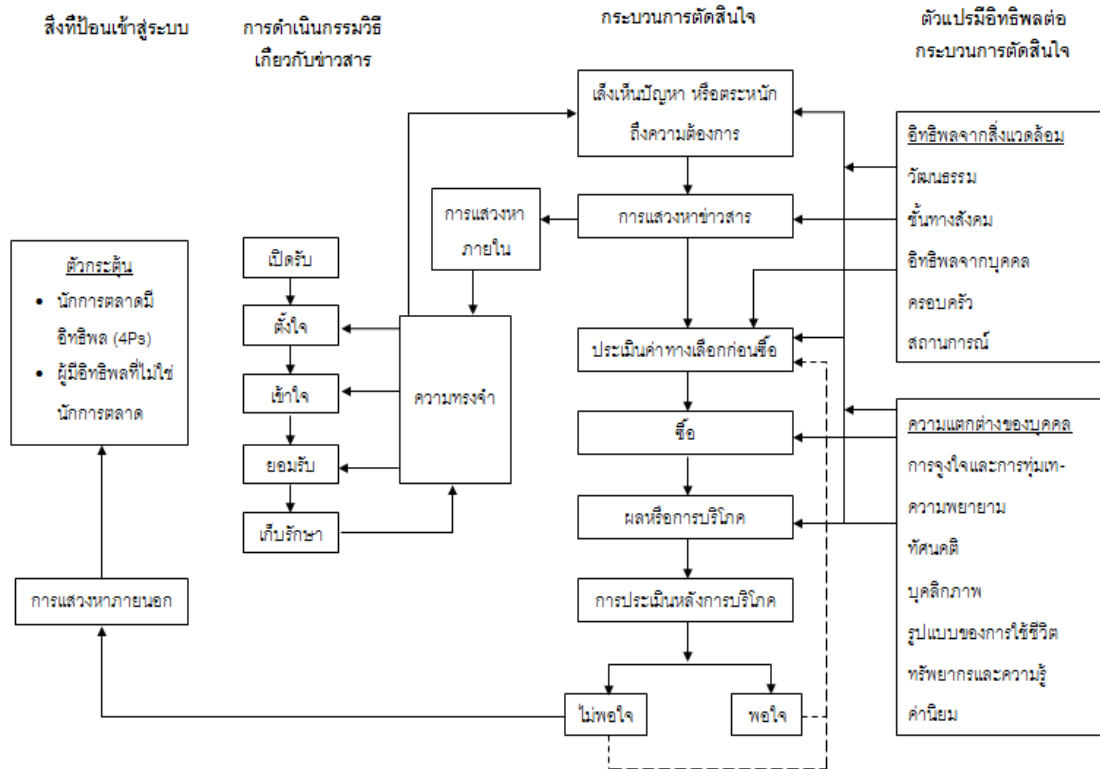 สิ่งที่ป้อนเข้าสู่ระบบ
การดำเนินกรรมวิธี
เกี่ยวกับข่าวสาร
กระบวนการตัดสินใจ
ตัวแปรมีอิทธิพลต่อ
กระบวนการตัดสินใจ
ตัวกระตุ้น
• นักการตลาดมี
อิทธิพล (4Ps)
• ผู้มีอิทธิพลที่ไม่ใช่
นักการตลาด
การแสวงหาภายนอก
เปิดรับ
ตั้งใจ
เข้าใจ
ยอมรับ
เก็บรักษา
การแสวงหา
ภายใน
ความทรงจำ
เล็งเห็นปัญหา หรือตระหนัก
ถึงความต้องการ
การแสวงหาข่าวสาร
ประเมินค่าทางเลือกก่อนซื้อ
ซื้อ
ผลหรือการบริโภค
การประเมินหลังการบริโภค
ไม่พอใจ
พอใจ
อิทธิพลจากสิ่งแวดล้อม
วัฒนธรรม
ชั้นทางสังคม
อิทธิพลจากบุคคล
ครอบครัว
สถานการณ์
ความแตกต่างของบุคคล
การจูงใจและการทุ่มเท-
ความพยายาม
ทัศนคติ
บุคลิกภาพ
รูปแบบของการใช้ชีวิต
ทรัพยากรและความรู้
ค่านิยม